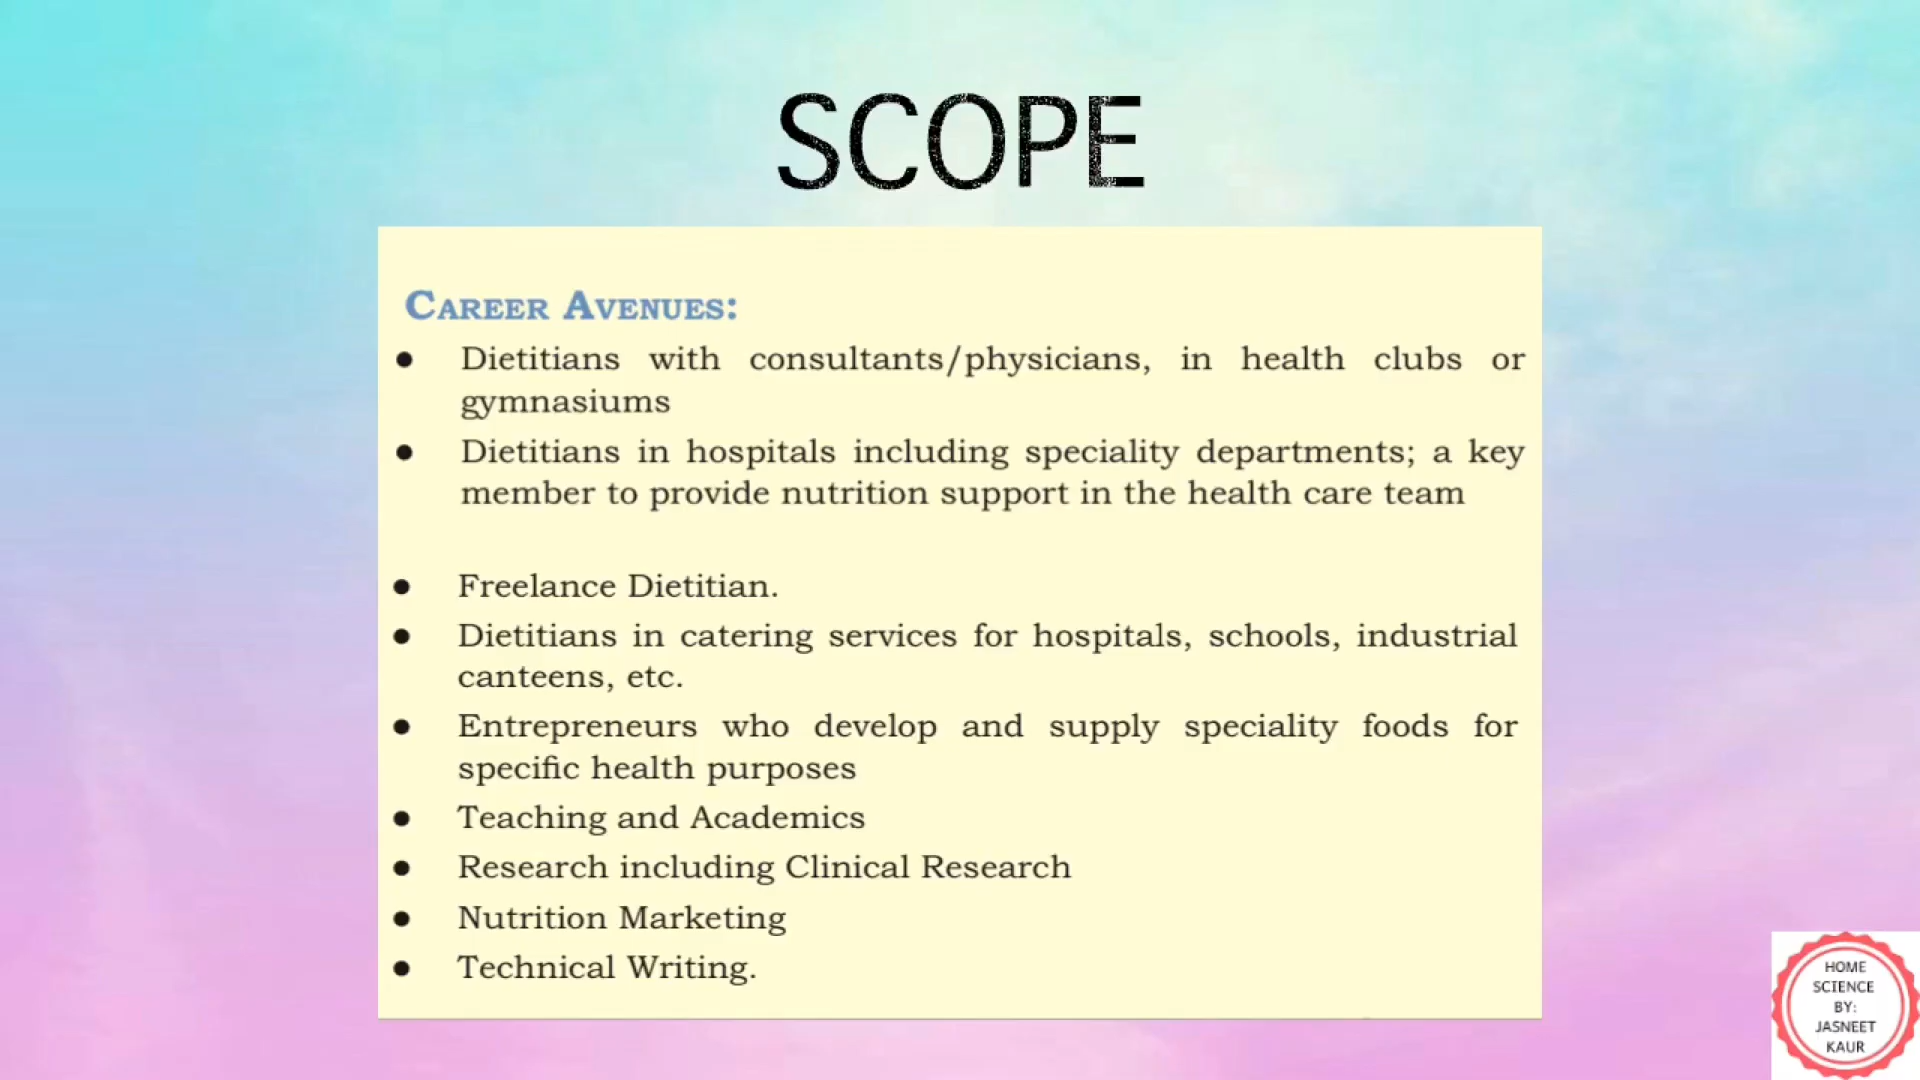 SCOPE
CAREER AVENUES:
● Dietitians with consultants/physicians, in health clubs or
gymnasiums
● Dietitians in hospitals including speciality departments; a key
member to provide nutrition support in the health care team
● Freelance Dietitian.
● Dietitians in catering services for hospitals, schools, industrial
canteens, etc.
● Entrepreneurs who develop and supply speciality foods for
specific health purposes
● Teaching and Academics
● Research including Clinical Research
● Nutrition Marketing
● Technical Writing.
HOME
SCIENCE
BY:
JASNEET
KAUR